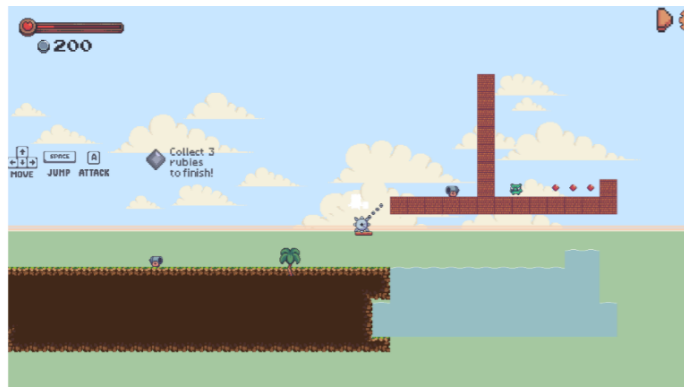 200
Collect 3
rubies
to finish!
SPACE
A
MOVE
JUMP
ATTACK